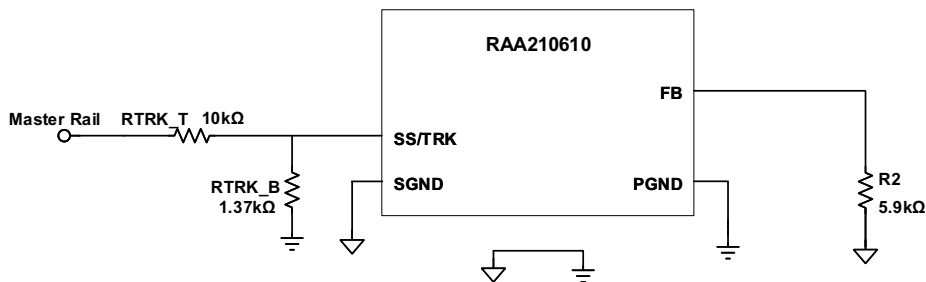 RAA210610
FB
Master Rail
RTRK_T 10kΩ
SS/TRK
RTRK_B
1.37kΩ
SGND
PGND
R2
5.9kΩ